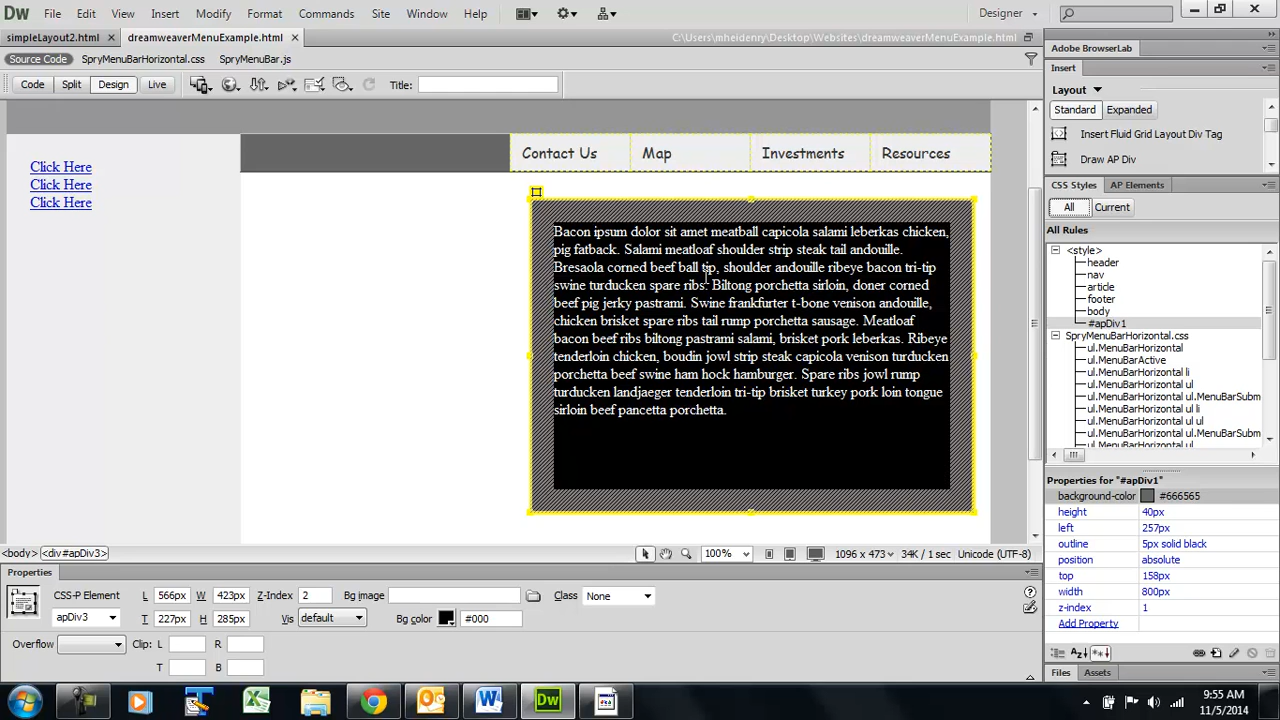 Dw File Edit View Insert Modify Format Commands Site Window Help Designer
simpleLayout2.html × dreamweaverMenuExample.html × C:\Users\mheidenry\Desktop\Websites\dreamweaverMenuExample.html
Source Code SpryMenuBarHorizontal.css SpryMenuBar.js
Code Split Design Live Title:
Contact Us Map Investments Resources
Click Here
Click Here
Click Here
Bacon ipsum dolor sit amet meatball capicola salami leberkas chicken,
pig fatback. Salami meatloaf shoulder strip steak tail andouille.
Bresaola corned beef ball tip, shoulder andouille ribeye bacon tri-tip
swine turducken spare ribs. Biltong porchetta sirloin, doner corned
beef pig jerky pastrami. Swine frankfurter t-bone venison andouille,
chicken brisket spare ribs tail rump porchetta sausage. Meatloaf
bacon beef ribs biltong pastrami salami, brisket pork leberkas. Ribeye
tenderloin chicken, boudin jowl strip steak capicola venison turducken
porchetta beef swine ham hock hamburger. Spare ribs jowl rump
turducken landjaeger tenderloin tri-tip brisket turkey pork loin tongue
sirloin beef pancetta porchetta.
<body> <div#apDiv3> 100% 1096 x 473 34K / 1 sec Unicode (UTF-8)
Properties
CSS-P Element L 566px W 423px Z-Index 2 Bg image Class None
apDiv3 T 227px H 285px Vis default Bg color #000
Overflow Clip: L R
T B
Adobe BrowserLab
Insert
Layout
Standard Expanded
Insert Fluid Grid Layout Div Tag
Draw AP Div
CSS Styles AP Elements
All Current
All Rules
<style>
header
nav
article
footer
body
#apDiv1
SpryMenuBarHorizontal.css
ul.MenuBarHorizontal
ul.MenuBarActive
ul.MenuBarHorizontal li
ul.MenuBarHorizontal ul
ul.MenuBarHorizontal ul.MenuBarSubm
ul.MenuBarHorizontal ul li
ul.MenuBarHorizontal ul ul
ul.MenuBarHorizontal ul.MenuBarSubm
ul.MenuBarHorizontal ul
Properties for "#apDiv1"
background-color #666565
height 40px
left 257px
outline 5px solid black
position absolute
top 158px
width 800px
z-index 1
Add Property
Files Assets
9:55 AM
11/5/2014